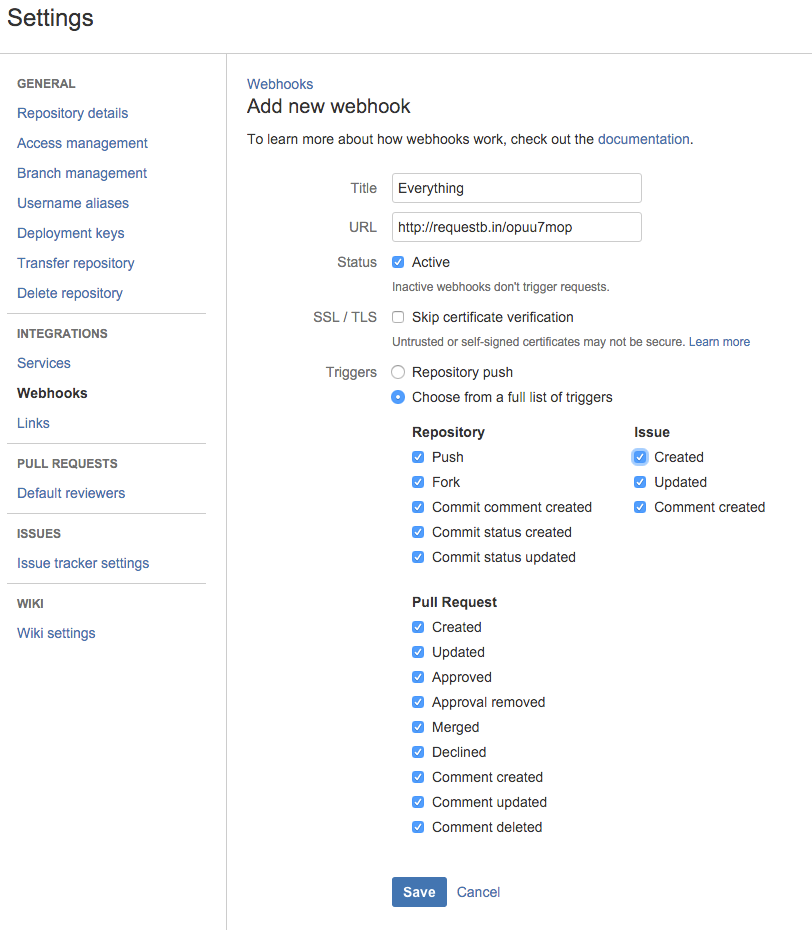 Settings
GENERAL
Repository details
Access management
Branch management
Username aliases
Deployment keys
Transfer repository
Delete repository
INTEGRATIONS
Services
Webhooks
Links
PULL REQUESTS
Default reviewers
ISSUES
Issue tracker settings
WIKI
Wiki settings
Webhooks
Add new webhook
To learn more about how webhooks work, check out the documentation.
Title Everything
URL http://requestb.in/opuu7mop
Status Active
Inactive webhooks don't trigger requests.
SSL / TLS Skip certificate verification
Untrusted or self-signed certificates may not be secure. Learn more
Triggers Repository push
Choose from a full list of triggers
Repository
Push
Fork
Commit comment created
Commit status created
Commit status updated
Issue
Created
Updated
Comment created
Pull Request
Created
Updated
Approved
Approval removed
Merged
Declined
Comment created
Comment updated
Comment deleted
Save Cancel